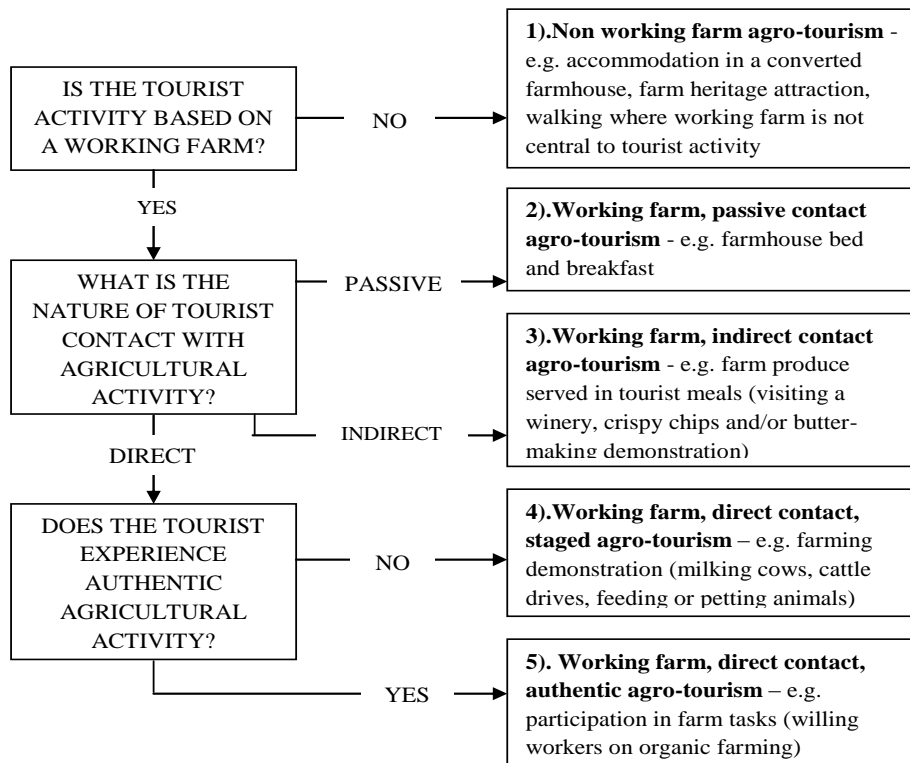 IS THE TOURIST
ACTIVITY BASED ON
A WORKING FARM?
NO
1).Non working farm agro-tourism -
e.g. accommodation in a converted
farmhouse, farm heritage attraction,
walking where working farm is not
central to tourist activity
YES
WHAT IS THE
NATURE OF TOURIST
CONTACT WITH
AGRICULTURAL
ACTIVITY?
PASSIVE
2).Working farm, passive contact
agro-tourism - e.g. farmhouse bed
and breakfast
INDIRECT
3).Working farm, indirect contact
agro-tourism - e.g. farm produce
served in tourist meals (visiting a
winery, crispy chips and/or butter-
making demonstration)
DIRECT
DOES THE TOURIST
EXPERIENCE
AUTHENTIC
AGRICULTURAL
ACTIVITY?
NO
4).Working farm, direct contact,
staged agro-tourism – e.g. farming
demonstration (milking cows, cattle
drives, feeding or petting animals)
YES
5). Working farm, direct contact,
authentic agro-tourism – e.g.
participation in farm tasks (willing
workers on organic farming)